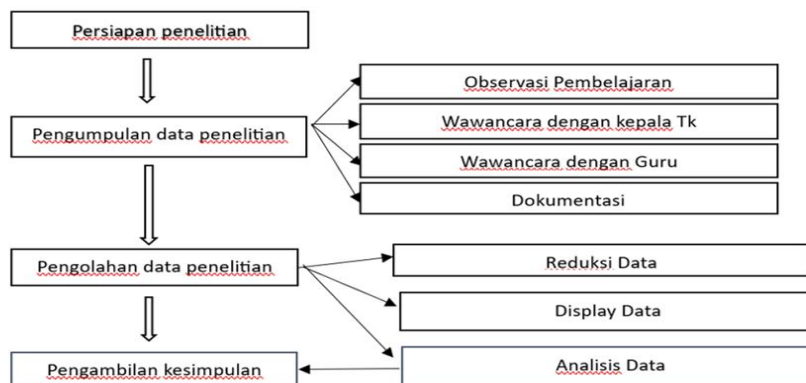 Persiapan penelitian
Pengumpulan data penelitian
Observasi Pembelajaran
Wawancara dengan kepala Tk
Wawancara dengan Guru
Dokumentasi
Pengolahan data penelitian
Reduksi Data
Display Data
Analisis Data
Pengambilan kesimpulan